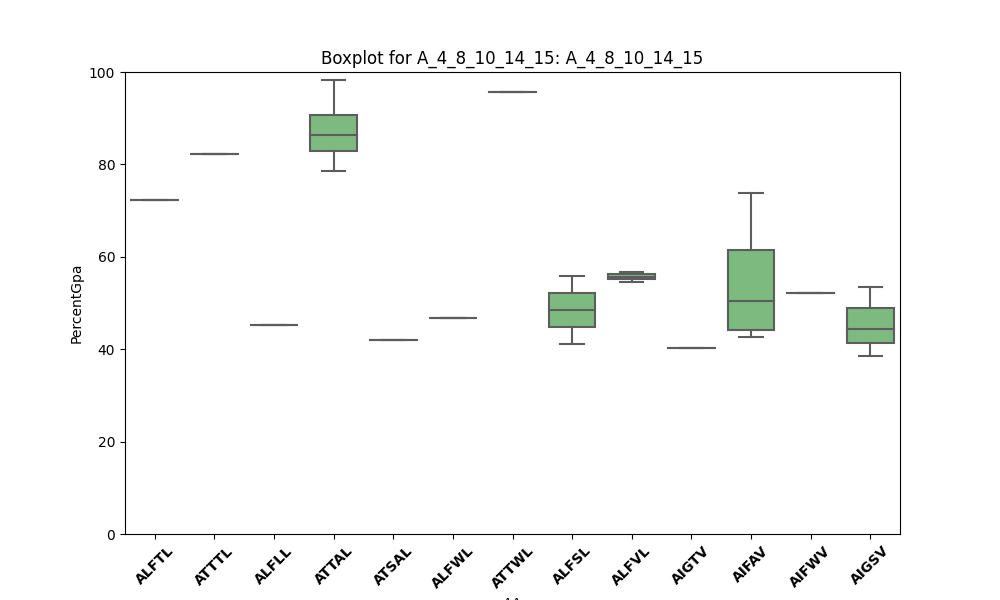 Boxplot for A_4_8_10_14_15: A_4_8_10_14_15
PercentGpa
100
80
60
40
20
0
ALFTL
ATTTL
ALFLL
ATTAL
ATSAL
ALFWL
ATTWL
ALFSL
ALFVL
AIGTV
AIFAV
AIFWV
AIGSV